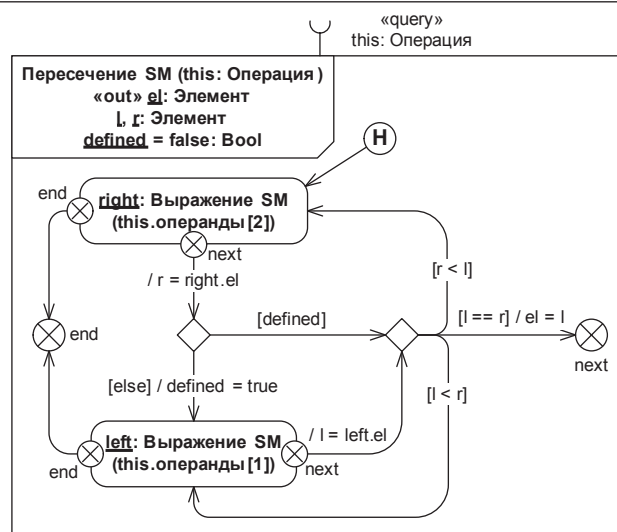 «query»
this: Операция
Пересечение SM (this: Операция)
«out» el: Элемент
l, r: Элемент
defined = false: Bool
H
end
right: Выражение SM
(this.операнды[2])
next
/ r = right.el
[r < l]
end
[defined]
[l == r] / el = l
next
[else] / defined = true
[l < r]
/ l = left.el
left: Выражение SM
(this.операнды[1])
end
next